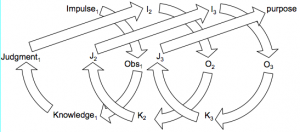 Impulse₁ I₂ I₃ purpose
Judgment₁ J₂ Obs₁ J₃ O₂ O₃
Knowledge₁ K₂ K₃